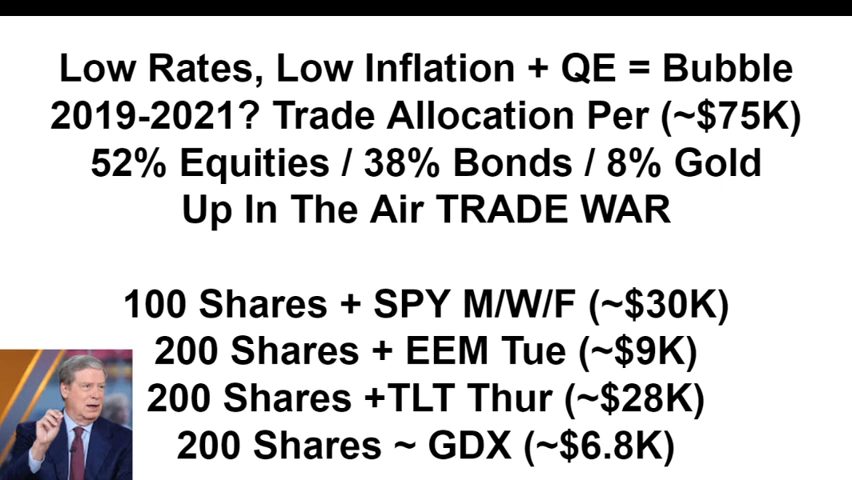 Low Rates, Low Inflation + QE = Bubble
2019-2021? Trade Allocation Per (~$75K)
52% Equities / 38% Bonds / 8% Gold
Up In The Air TRADE WAR
100 Shares + SPY M/W/F (~$30K)
200 Shares + EEM Tue (~$9K)
200 Shares +TLT Thur (~$28K)
200 Shares ~ GDX (~$6.8K)